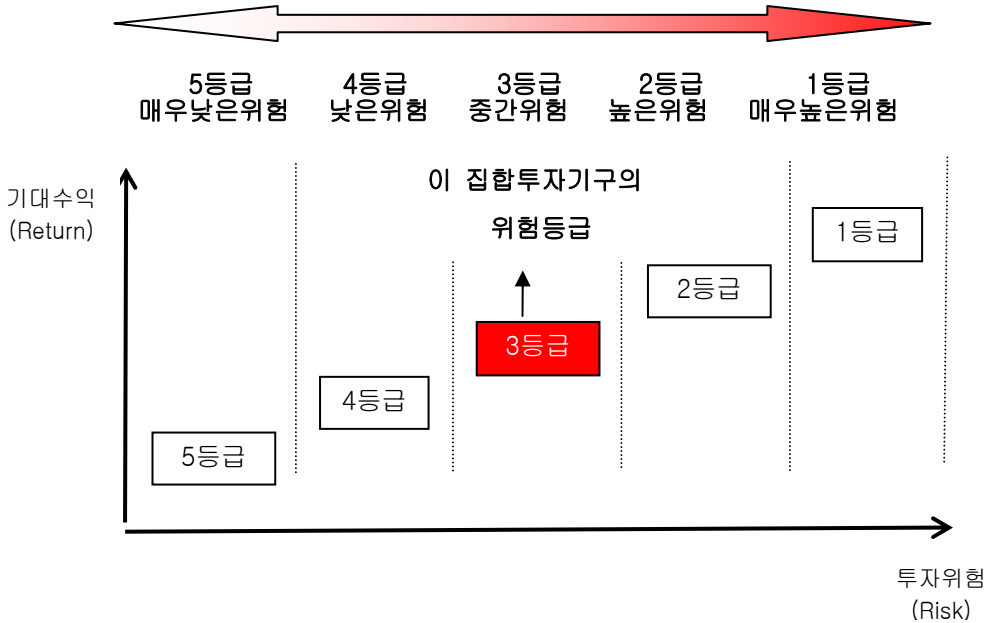 5등급 4등급 3등급 2등급 1등급
매우낮은위험 낮은위험 중간위험 높은위험 매우높은위험
기대수익
(Return)
이 집합투자기구의
위험등급
1등급
2등급
3등급
4등급
5등급
투자위험
(Risk)